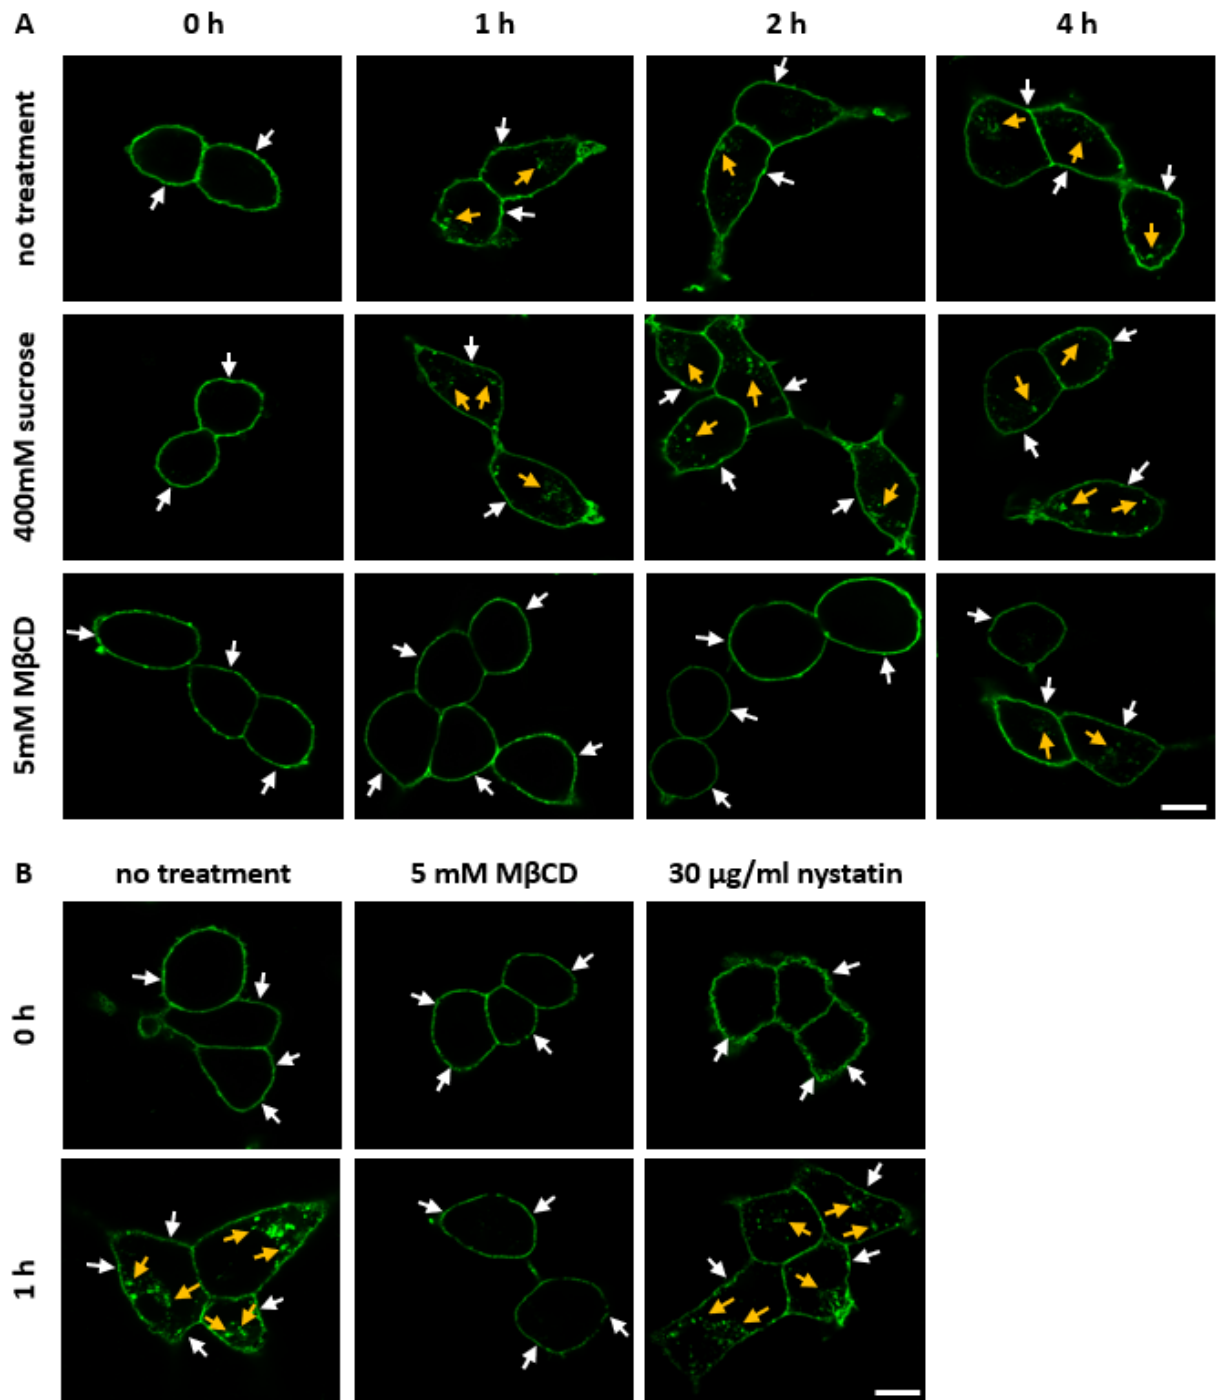 A
0 h
1 h
2 h
4 h
no treatment
400mM sucrose
5mM MβCD
B
no treatment
5 mM MβCD
30 µg/ml nystatin
0 h
1 h